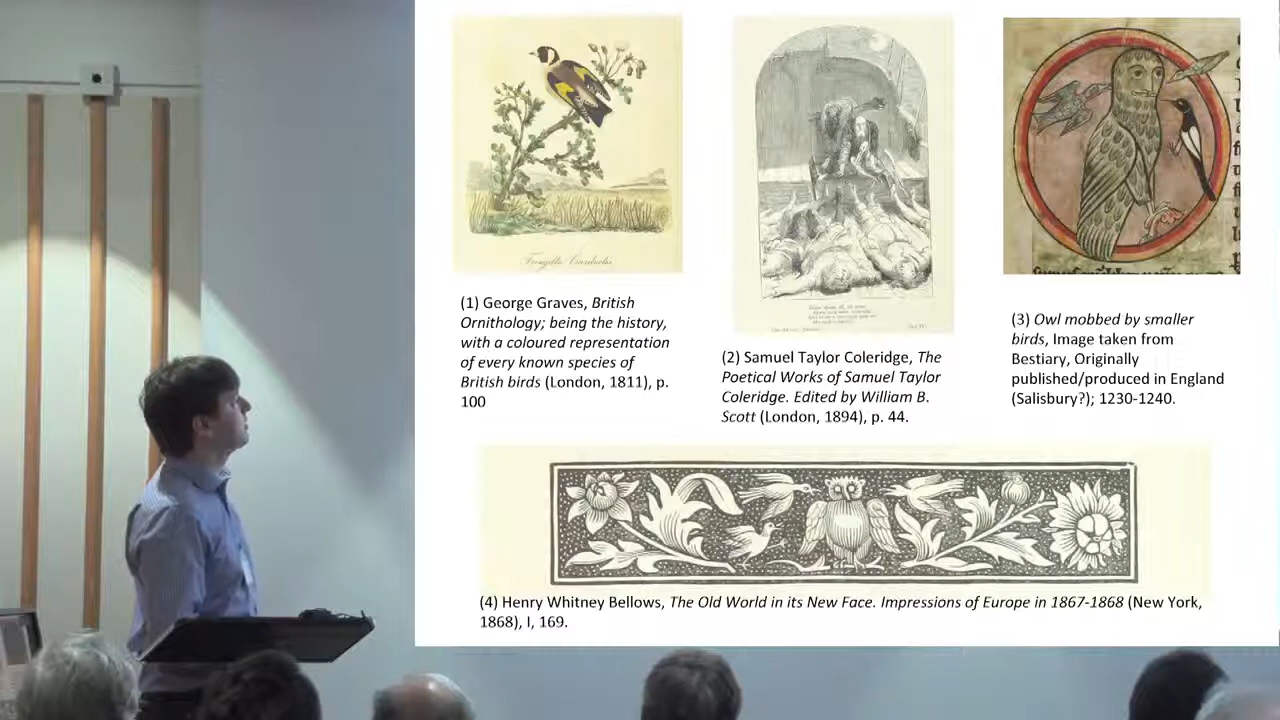 Fringilla Carduelis
(1) George Graves, British
Ornithology; being the history,
with a coloured representation
of every known species of
British birds (London, 1811), p.
100
(2) Samuel Taylor Coleridge, The
Poetical Works of Samuel Taylor
Coleridge. Edited by William B.
Scott (London, 1894), p. 44.
(3) Owl mobbed by smaller
birds, Image taken from
Bestiary, Originally
published/produced in England
(Salisbury?); 1230-1240.
(4) Henry Whitney Bellows, The Old World in its New Face. Impressions of Europe in 1867-1868 (New York,
1868), I, 169.